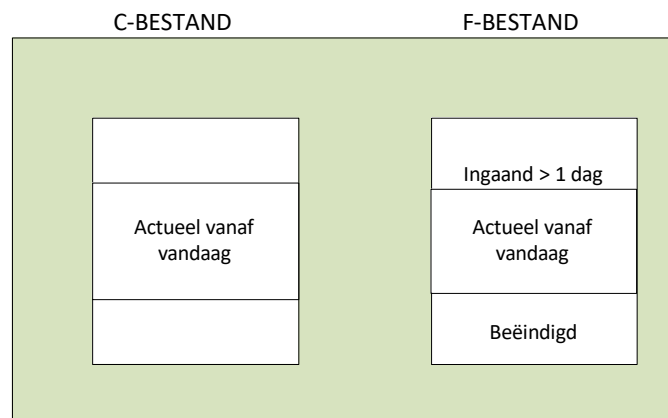 C-BESTAND
F-BESTAND
Actueel vanaf
vandaag
Ingaand > 1 dag
Actueel vanaf
vandaag
Beëindigd